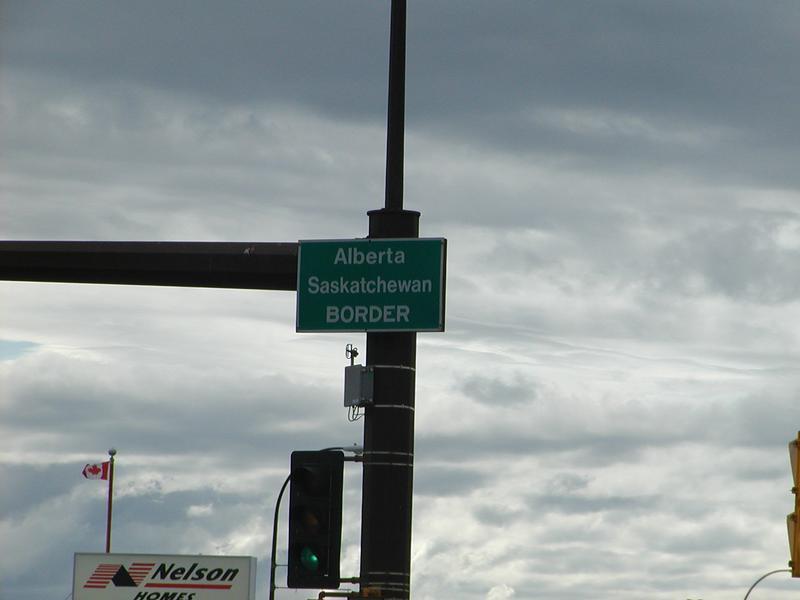 Alberta
Saskatchewan
BORDER
Nelson
HOMES